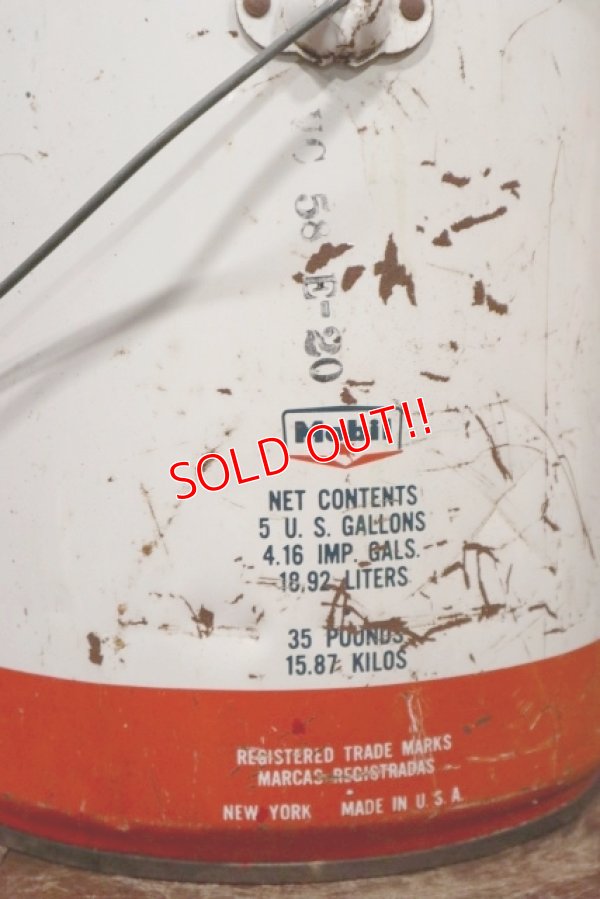 58 E-20
Mobil
SOLD OUT!!
NET CONTENTS
5 U. S. GALLONS
4.16 IMP. GALS.
18.92 LITERS
35 POUNDS
15.87 KILOS
REGISTERED TRADE MARKS
MARCAS REGISTRADAS
NEW YORK MADE IN U.S.A.